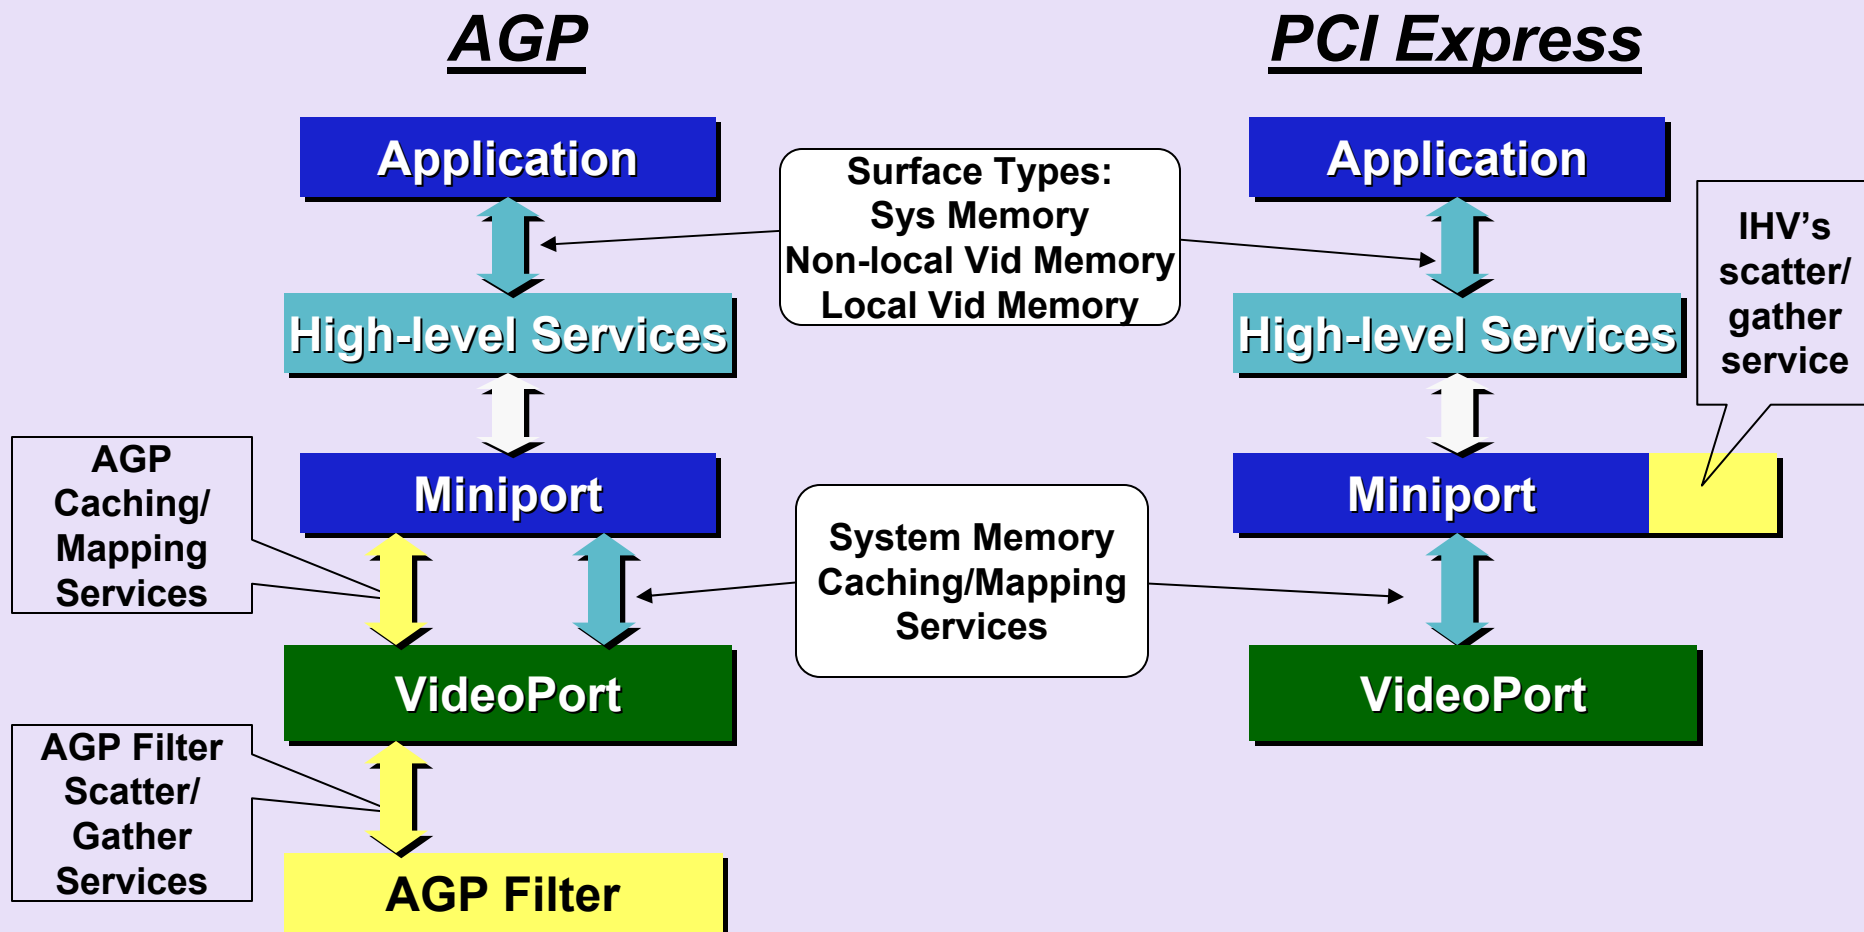 AGP
PCI Express
Application
Surface Types:
Sys Memory
Non-local Vid Memory
Local Vid Memory
Application
IHV's
scatter/
gather
service
High-level Services
High-level Services
AGP
Caching/
Mapping
Services
Miniport
System Memory
Caching/Mapping
Services
Miniport
VideoPort
VideoPort
AGP Filter
Scatter/
Gather
Services
AGP Filter